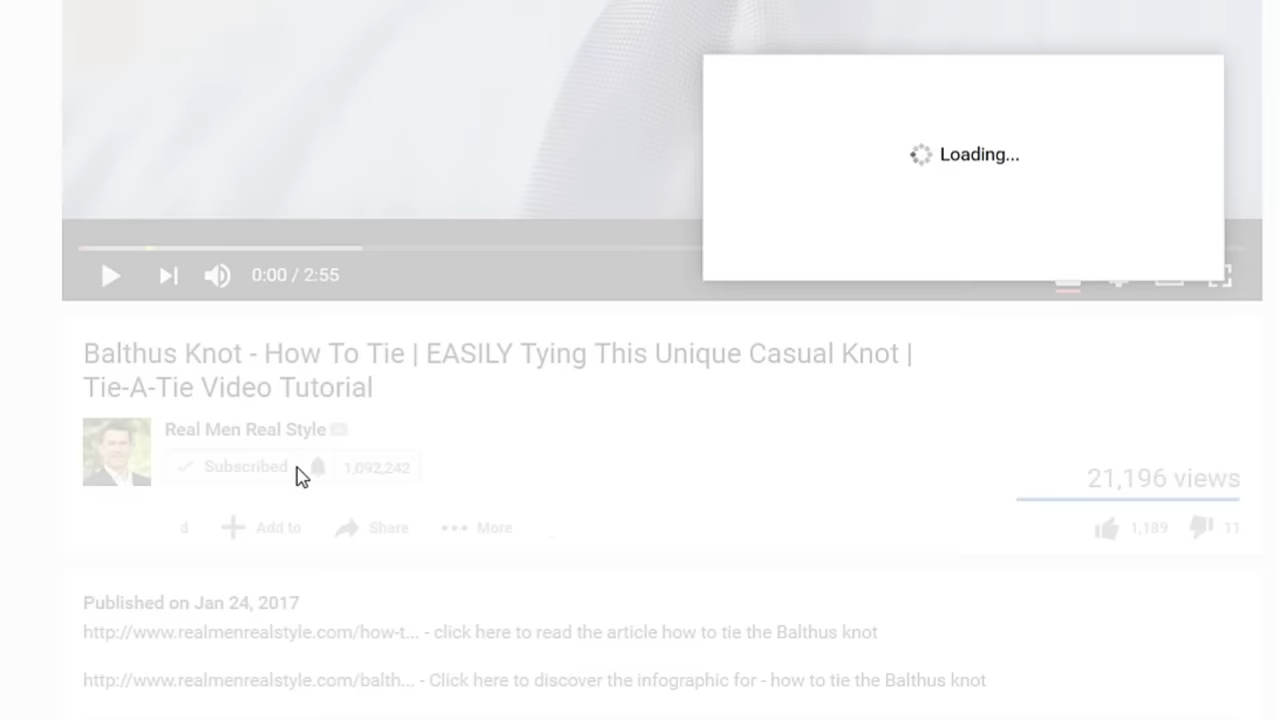 Loading...
0:00 / 2:55
Balthus Knot - How To Tie | EASILY Tying This Unique Casual Knot |
Tie-A-Tie Video Tutorial
Real Men Real Style
Subscribed 1,092,242
21,196 views
d Add to Share More
1,189 11
Published on Jan 24, 2017
http://www.realmenrealstyle.com/how-t... - click here to read the article how to tie the Balthus knot
http://www.realmenrealstyle.com/balth... - Click here to discover the infographic for - how to tie the Balthus knot